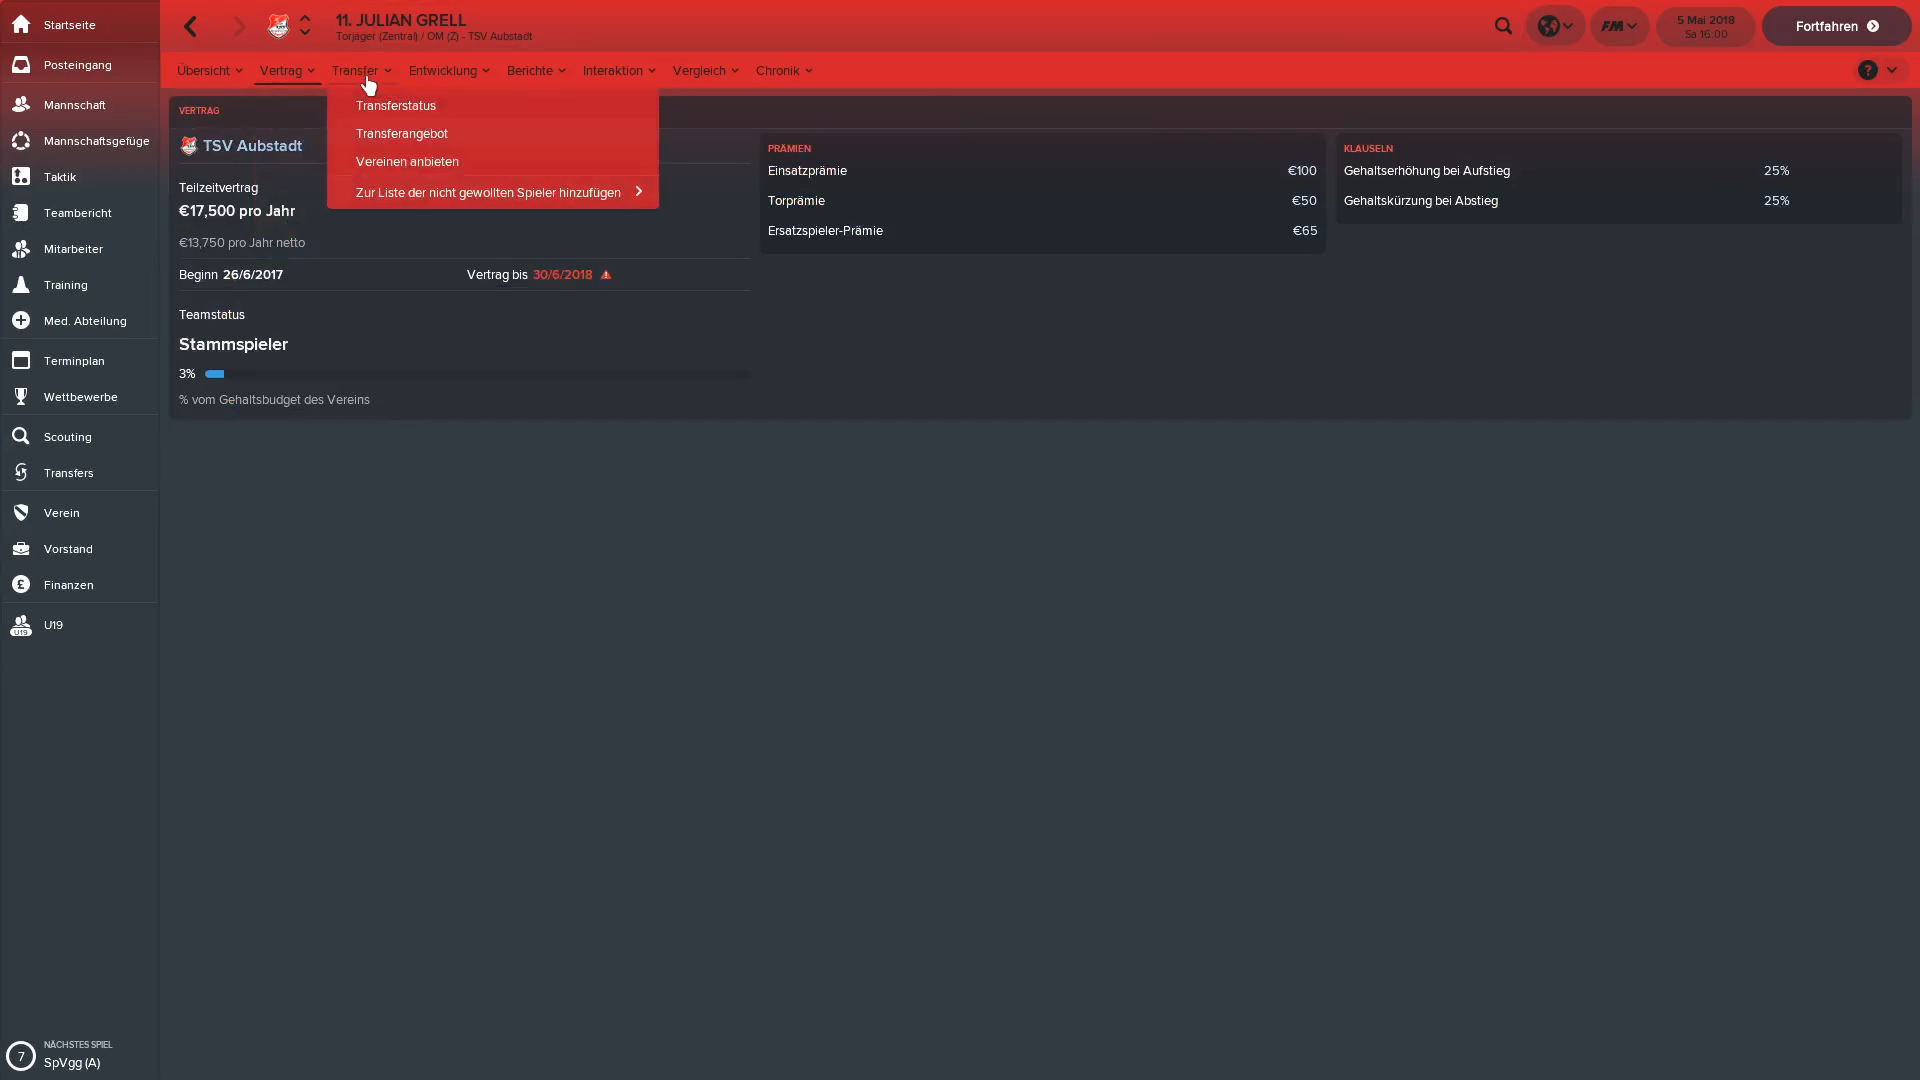 Startseite
Posteingang
Mannschaft
Mannschaftsgefüge
Taktik
Teambericht
Mitarbeiter
Training
Med. Abteilung
Terminplan
Wettbewerbe
Scouting
Transfers
Verein
Vorstand
Finanzen
U19
U19
7
NÄCHSTES SPIEL
SpVgg (A)
11. JULIAN GRELL
Torjäger (Zentral) / OM (Z) - TSV Aubstadt
FM
5 Mai 2018
Sa 16:00
Fortfahren
Übersicht
Vertrag
Transfer
Entwicklung
Berichte
Interaktion
Vergleich
Chronik
?
Transferstatus
Transferangebot
Vereinen anbieten
Zur Liste der nicht gewollten Spieler hinzufügen
VERTRAG
TSV Aubstadt
Teilzeitvertrag
€17,500 pro Jahr
€13,750 pro Jahr netto
Beginn 26/6/2017
Vertrag bis 30/6/2018
Teamstatus
Stammspieler
3%
% vom Gehaltsbudget des Vereins
PRÄMIEN
Einsatzprämie €100
Torprämie €50
Ersatzspieler-Prämie €65
KLAUSELN
Gehaltserhöhung bei Aufstieg 25%
Gehaltskürzung bei Abstieg 25%